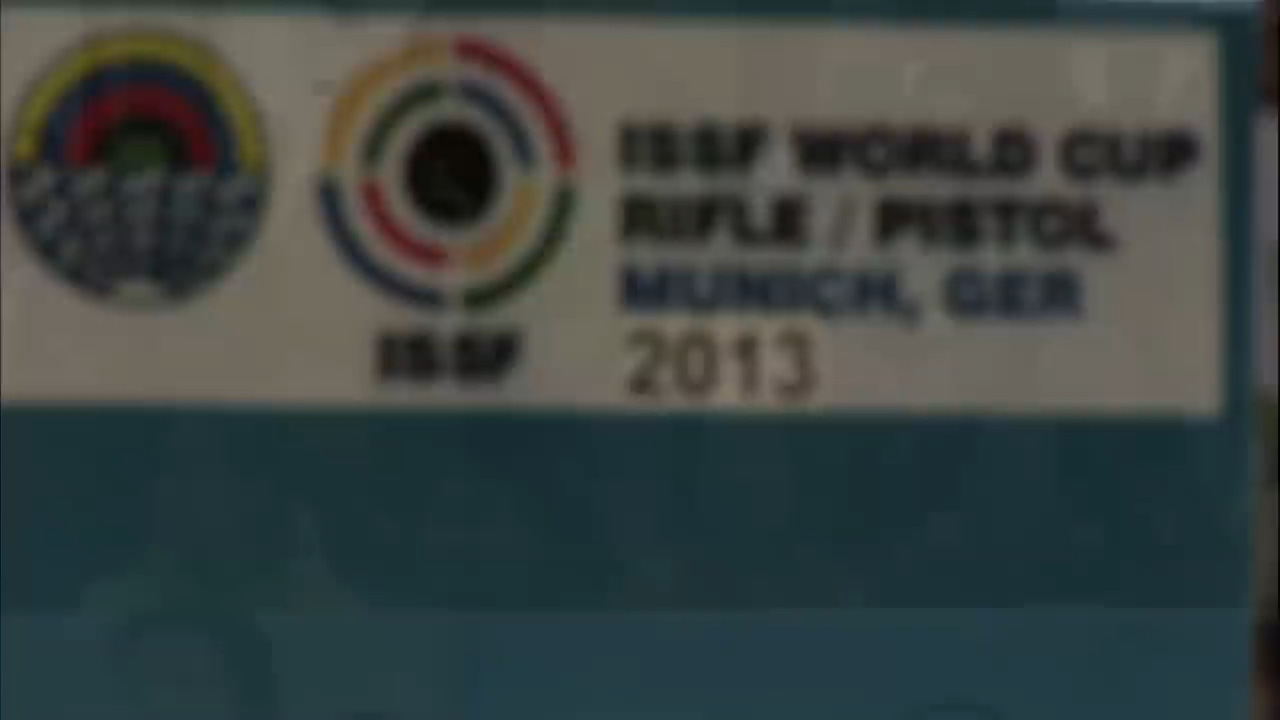 ISSF WORLD CUP
RIFLE / PISTOL
MUNICH, GER
2013
ISSF